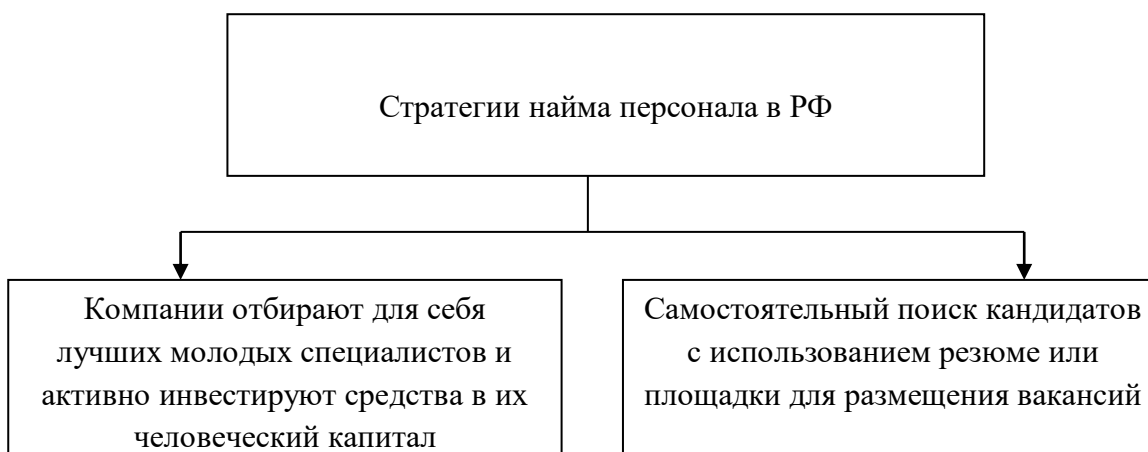 Стратегии найма персонала в РФ
Компании отбирают для себя
лучших молодых специалистов и
активно инвестируют средства в их
человеческий капитал
Самостоятельный поиск кандидатов
с использованием резюме или
площадки для размещения вакансий